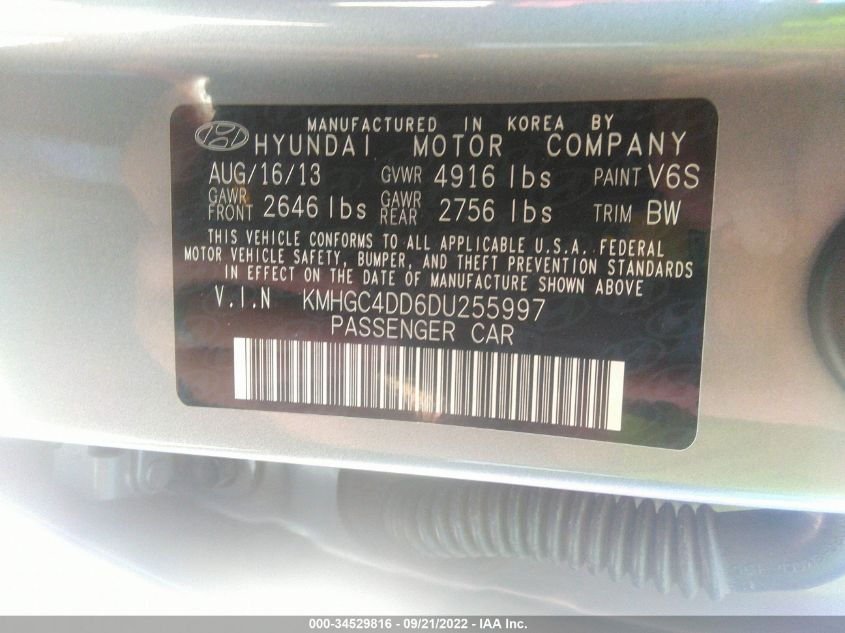 MANUFACTURED IN KOREA BY
HYUNDAI MOTOR COMPANY
AUG/16/13 GVWR 4916 lbs PAINT V6S
GAWR FRONT 2646 lbs GAWR REAR 2756 lbs TRIM BW
THIS VEHICLE CONFORMS TO ALL APPLICABLE U.S.A. FEDERAL
MOTOR VEHICLE SAFETY, BUMPER, AND THEFT PREVENTION STANDARDS
IN EFFECT ON THE DATE OF MANUFACTURE SHOWN ABOVE
V.I.N KMHGC4DD6DU255997
PASSENGER CAR
000-34529816 - 09/21/2022 - IAA Inc.